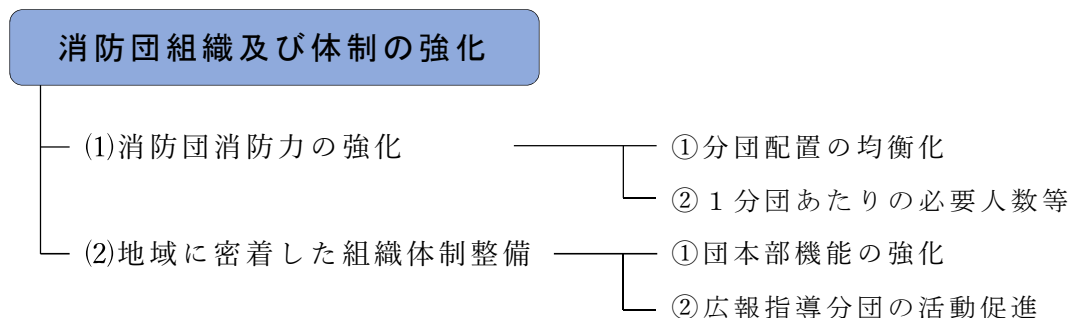 消防団組織及び体制の強化
⑴消防団消防力の強化
①分団配置の均衡化
②１分団あたりの必要人数等
⑵地域に密着した組織体制整備
①団本部機能の強化
②広報指導分団の活動促進